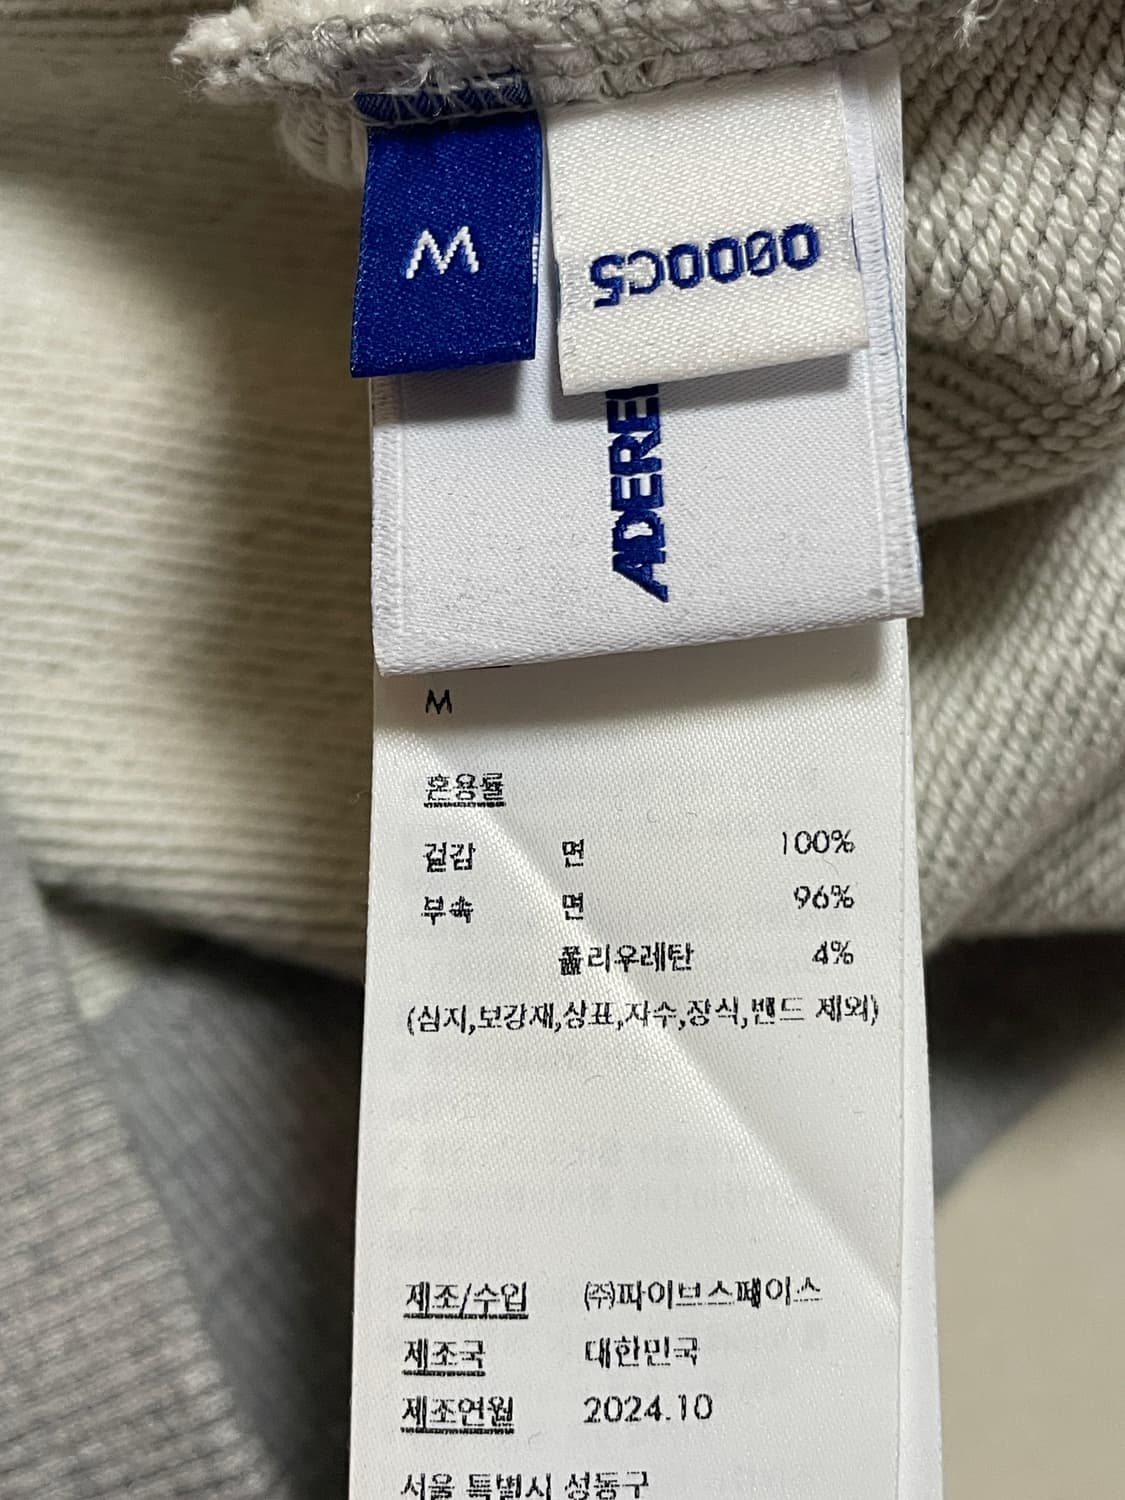 M
ADERE
M
혼용률
겉감 면 100%
부속 면 96%
폴리우레탄 4%
(심지,보강재,상표,자수,장식,밴드 제외)
제조/수입 ㈜파이브스페이스
제조국 대한민국
제조연월 2024.10
서울 특별시 성동구